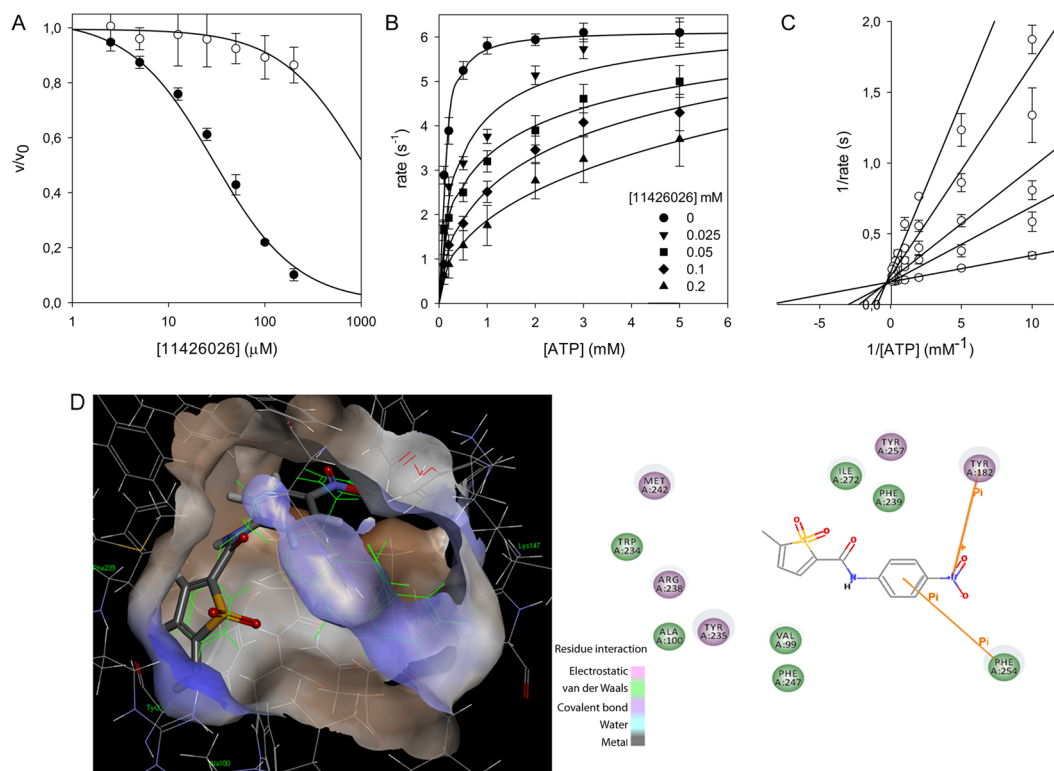 A
1,0
0,8
0,6
0,4
0,2
0,0
v/v0
1
10
100
1000
[11426026] (μM)
B
6
5
4
3
2
1
0
rate (s-1)
[11426026] mM
0
0.025
0.05
0.1
0.2
0
1
2
3
4
5
6
[ATP] (mM)
C
2,0
1,5
1,0
0,5
0,0
1/rate (s)
-5
0
5
10
1/[ATP] (mM-1)
D
Phe239
Lys147
Ala100
TYR
A:257
ILE
A:272
TYR
A:182
MET
A:242
PHE
A:239
Pi
TRP
A:234
O
O
S
O
O
N
+
N
H
O
ARG
A:238
Pi
ALA
A:100
TYR
A:235
VAL
A:99
Pi
PHE
A:254
PHE
A:247
Residue interaction
Electrostatic
van der Waals
Covalent bond
Water
Metal